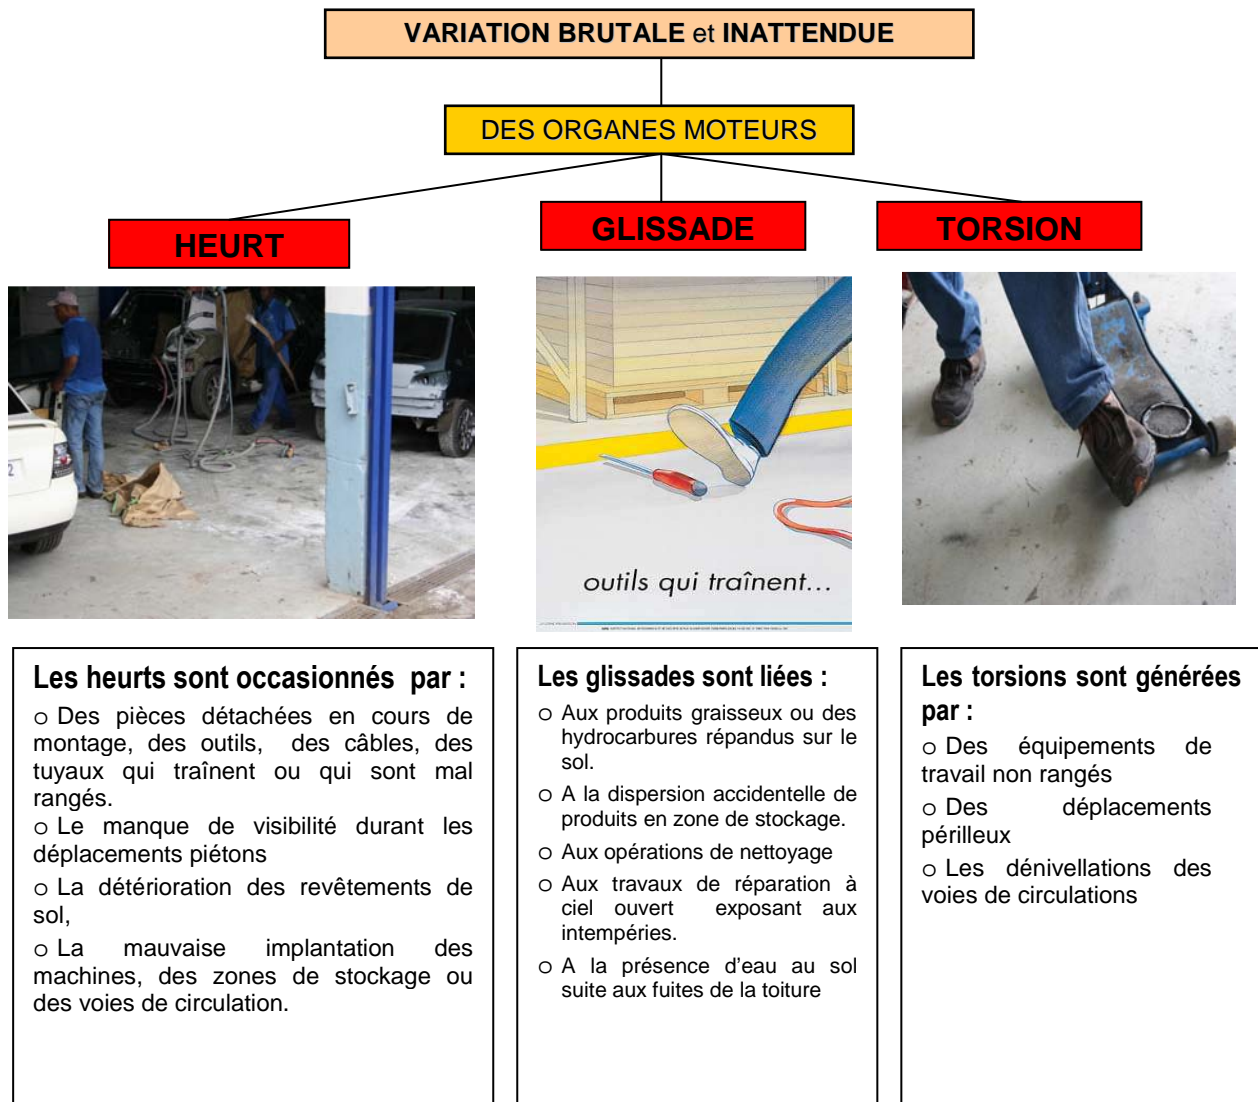 VARIATION BRUTALE et INATTENDUE
DES ORGANES MOTEURS
HEURT
GLISSADE
TORSION
outils qui traînent...
Les heurts sont occasionnés par :
o Des pièces détachées en cours de
montage, des outils, des câbles, des
tuyaux qui traînent ou qui sont mal
rangés.
o Le manque de visibilité durant les
déplacements piétons
o La détérioration des revêtements de
sol,
o La mauvaise implantation des
machines, des zones de stockage ou
des voies de circulation.
Les glissades sont liées :
o Aux produits graisseux ou des
hydrocarbures répandus sur le
sol.
o A la dispersion accidentelle de
produits en zone de stockage.
o Aux opérations de nettoyage
o Aux travaux de réparation à
ciel ouvert exposant aux
intempéries.
o A la présence d'eau au sol
suite aux fuites de la toiture
Les torsions sont générées
par :
o Des équipements de
travail non rangés
o Des déplacements
périlleux
o Les dénivellations des
voies de circulations